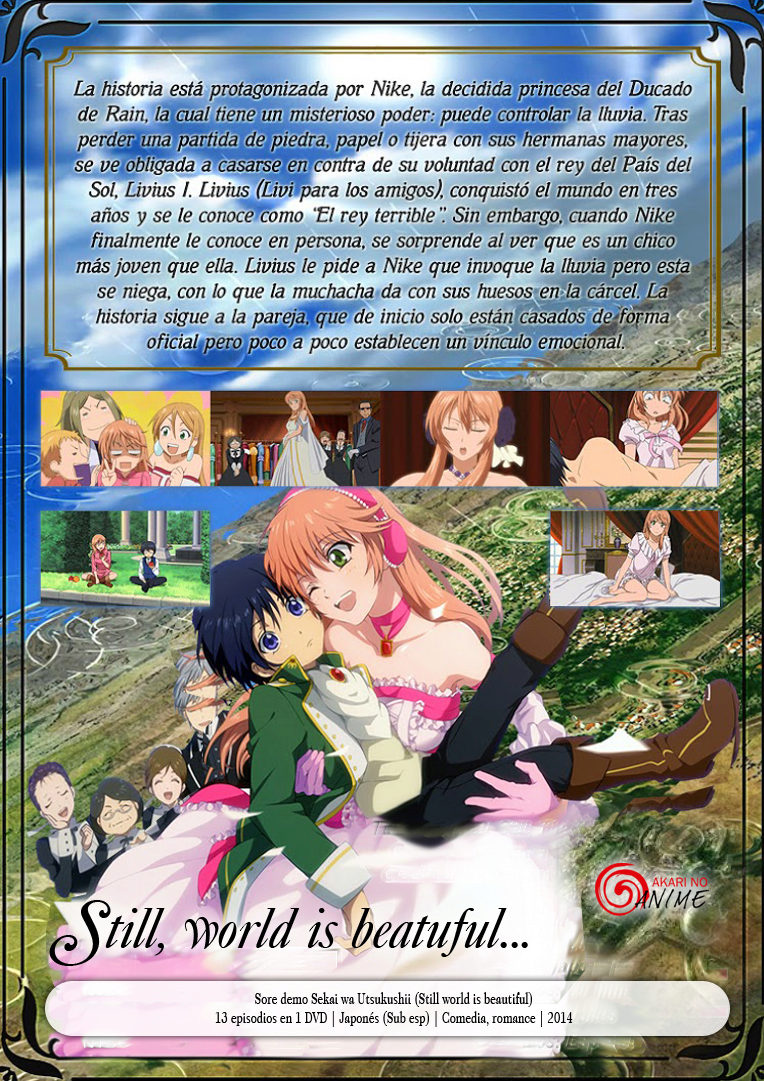 La historia está protagonizada por Nike, la decidida princesa del Ducado
de Rain, la cual tiene un misterioso poder: puede controlar la lluvia. Tras
perder una partida de piedra, papel o tijera con sus hermanas mayores,
se ve obligada a casarse en contra de su voluntad con el rey del País del
Sol, Livius I. Livius (Livi para los amigos), conquistó el mundo en tres
años y se le conoce como "El rey terrible". Sin embargo, cuando Nike
finalmente le conoce en persona, se sorprende al ver que es un chico
más joven que ella. Livius le pide a Nike que invoque la lluvia pero esta
se niega, con lo que la muchacha da con sus huesos en la cárcel. La
historia sigue a la pareja, que de inicio solo están casados de forma
oficial pero poco a poco establecen un vínculo emocional.
AKARI NO
ANIME
Still, world is beatuful...
Sore demo Sekai wa Utsukushii (Still world is beautiful)
13 episodios en 1 DVD | Japonés (Sub esp) | Comedia, romance | 2014